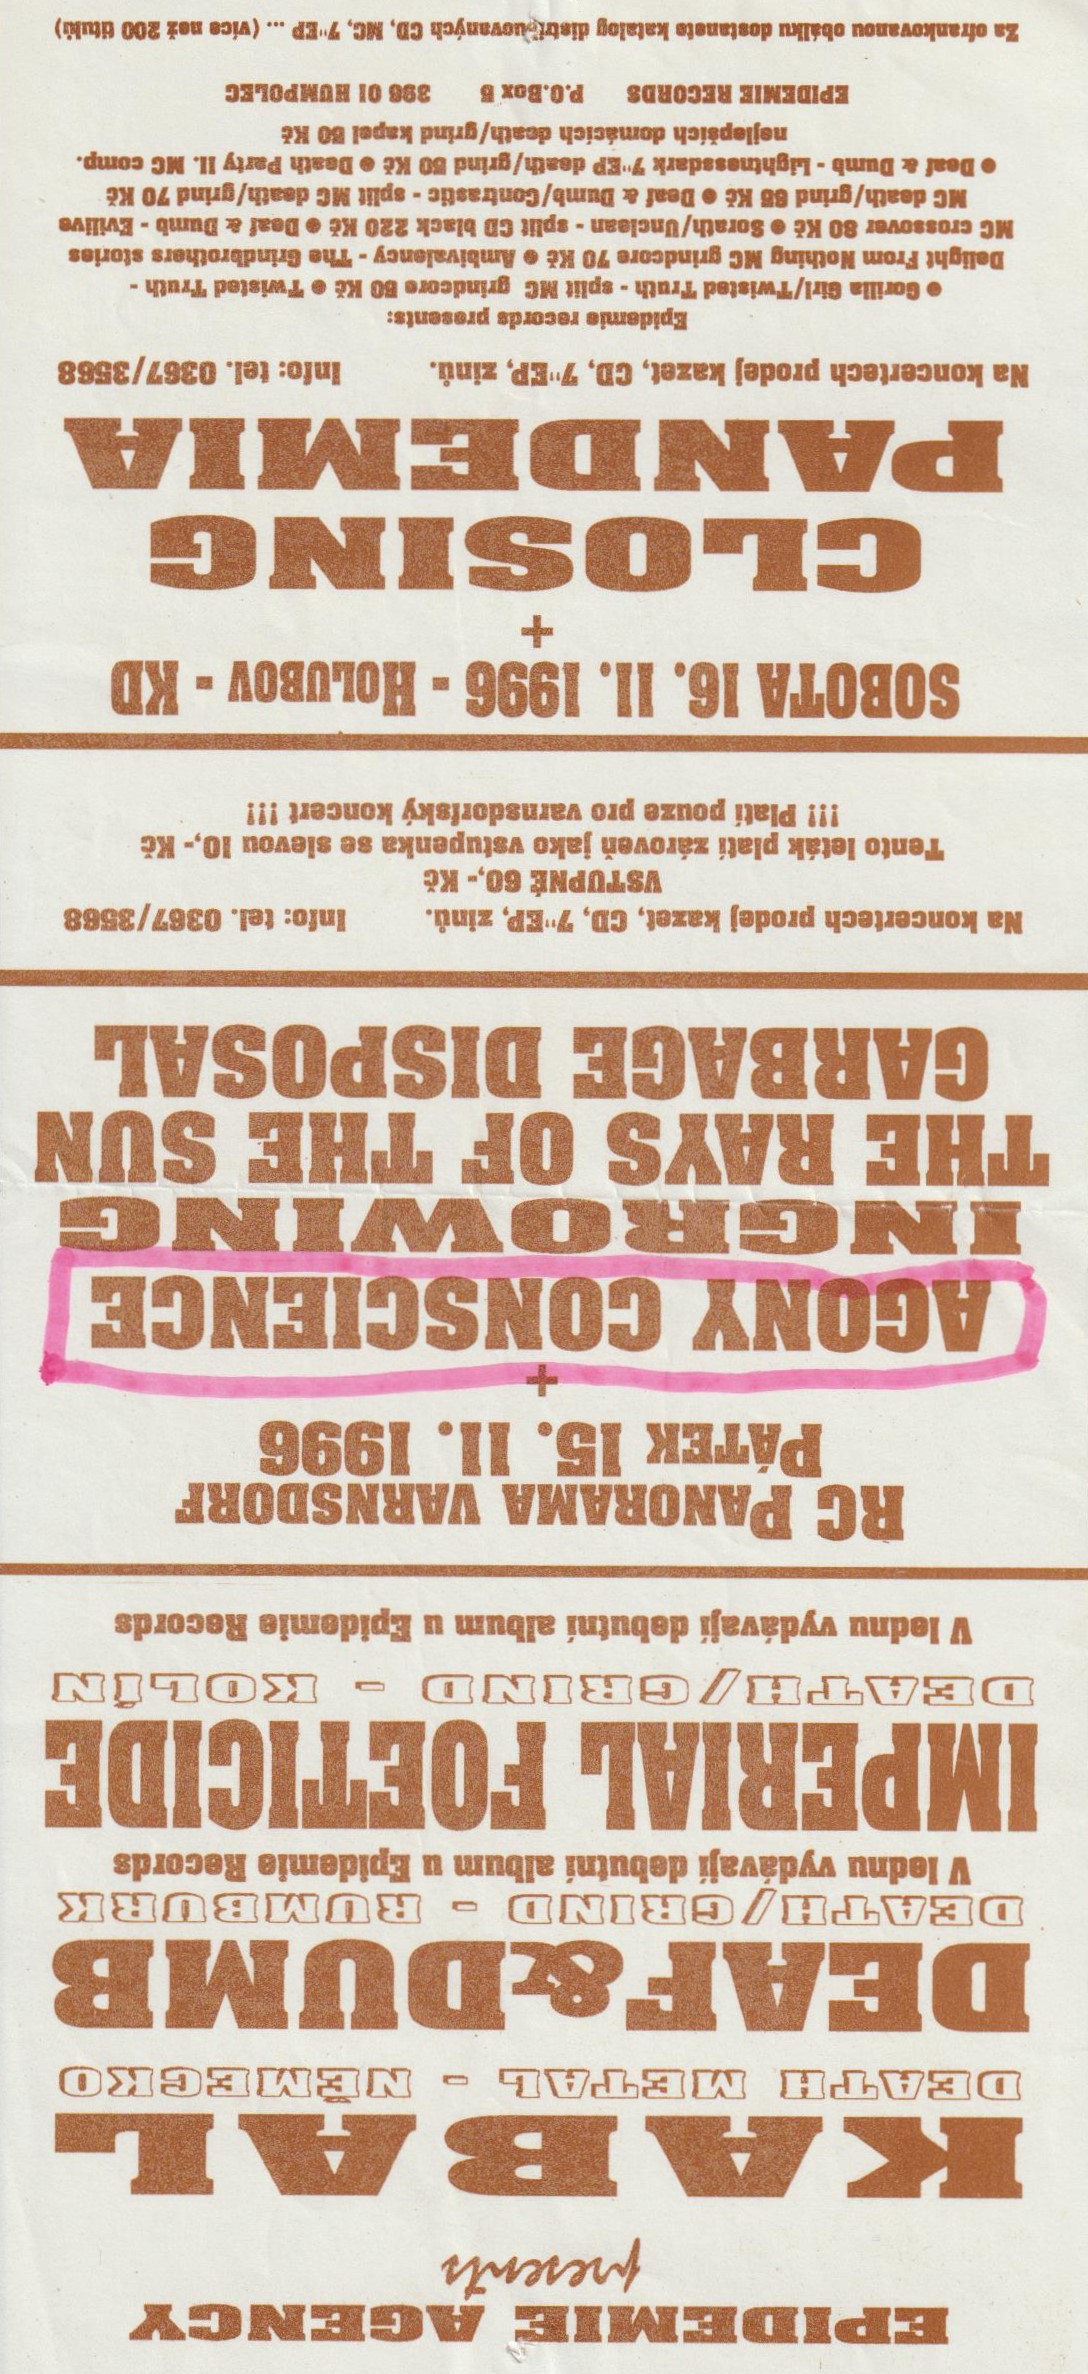 EPIDEMIE AGENCY
presents
KABAL
DEATH METAL - NĚMECKO
DEAF&DUMB
DEATH/GRIND - RUMBURK
V lednu vydávají debutní album u Epidemie Records
IMPERIAL FOETICIDE
DEATH/GRIND - KOLÍN
V lednu vydávají debutní album u Epidemie Records
RC PANORAMA VARNSDORF
PÁTEK 15. 11. 1996
+
AGONY CONSCIENCE
INGROWING
THE RAYS OF THE SUN
GARBAGE DISPOSAL
Na koncertech prodej kazet, CD, 7"EP, zinů. Info: tel. 0367/3568
VSTUPNÉ 60,- Kč
Tento leták platí zároveň jako vstupenka se slevou 10,- Kč
!!! Platí pouze pro varnsdorfský koncert !!!
SOBOTA 16. 11. 1996 - HOLUBOV - KD
+
CLOSING
PANDEMIA
Na koncertech prodej kazet, CD, 7"EP, zinů. Info: tel. 0367/3568
Epidemie records presents:
● Gorilla Girl/Twisted Truth - split MC grindcore 50 Kč ● Twisted Truth -
Delight From Nothing MC grindcore 70 Kč ● Ambivalency - The Grindbrothers stories
MC crossover 80 Kč ● Sorath/Unclean - split CD black 220 Kč ● Deaf & Dumb - Evilive
MC death/grind 65 Kč ● Deaf & Dumb/Contrastic - split MC death/grind 70 Kč
● Deaf & Dumb - Lightnessdark 7"EP death/grind 50 Kč ● Death Party II. MC comp.
nejlepších domácích death/grind kapel 50 Kč
EPIDEMIE RECORDS P.O.Box 5 396 01 HUMPOLEC
Za ofrankovanou obálku dostanete katalog distribuovaných CD, MC, 7"EP ... (více než 200 titulů)